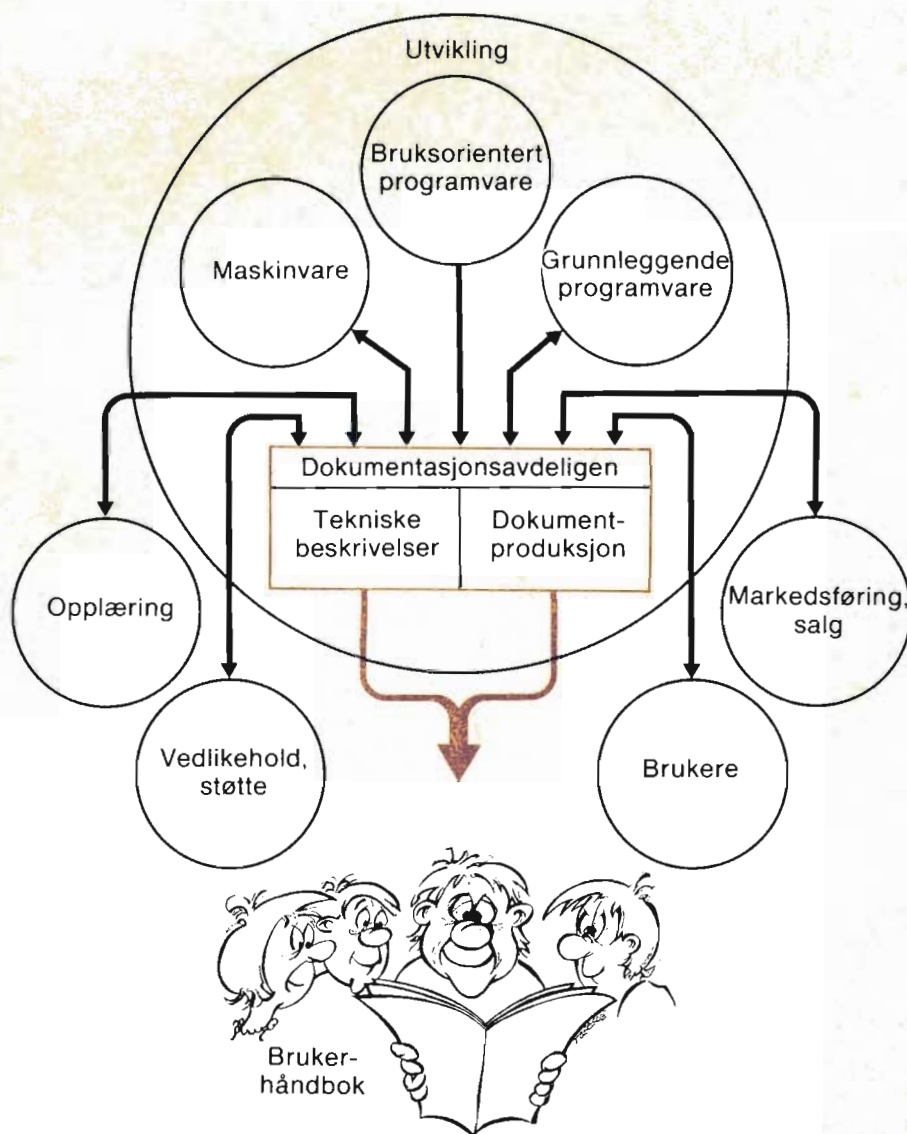 Utvikling
Bruksorientert
programvare
Maskinvare
Grunnleggende
programvare
Dokumentasjonsavdeligen
Tekniske
beskrivelser
Dokument-
produksjon
Opplæring
Markedsføring,
salg
Vedlikehold,
støtte
Brukere
Bruker-
håndbok